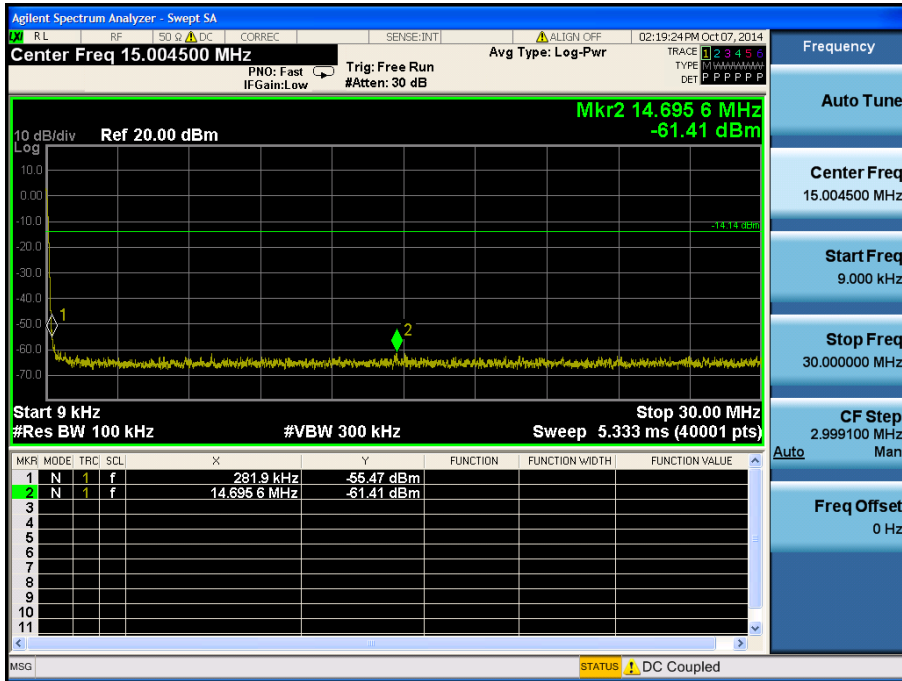 Agilent Spectrum Analyzer - Swept SA
LXI RL RF 50 Ω DC CORREC SENSE:INT ALIGN OFF 02:19:24 PM Oct 07, 2014
Center Freq 15.004500 MHz
PNO: Fast
IFGain:Low
Trig: Free Run
#Atten: 30 dB
Avg Type: Log-Pwr
TRACE 1 2 3 4 5 6
TYPE MWWWWW
DET P P P P P P
Mkr2 14.695 6 MHz
-61.41 dBm
10 dB/div Ref 20.00 dBm
Log
10.0
0.00
-10.0
-14.14 dBm
-20.0
-30.0
-40.0
-50.0
1
2
-60.0
-70.0
Start 9 kHz Stop 30.00 MHz
#Res BW 100 kHz #VBW 300 kHz Sweep 5.333 ms (40001 pts)
MKR MODE TRC SCL X Y FUNCTION FUNCTION WIDTH FUNCTION VALUE
1 N 1 f 281.9 kHz -55.47 dBm
2 N 1 f 14.695 6 MHz -61.41 dBm
3
4
5
6
7
8
9
10
11
MSG STATUS DC Coupled
Frequency
Auto Tune
Center Freq
15.004500 MHz
Start Freq
9.000 kHz
Stop Freq
30.000000 MHz
CF Step
2.999100 MHz
Auto Man
Freq Offset
0 Hz